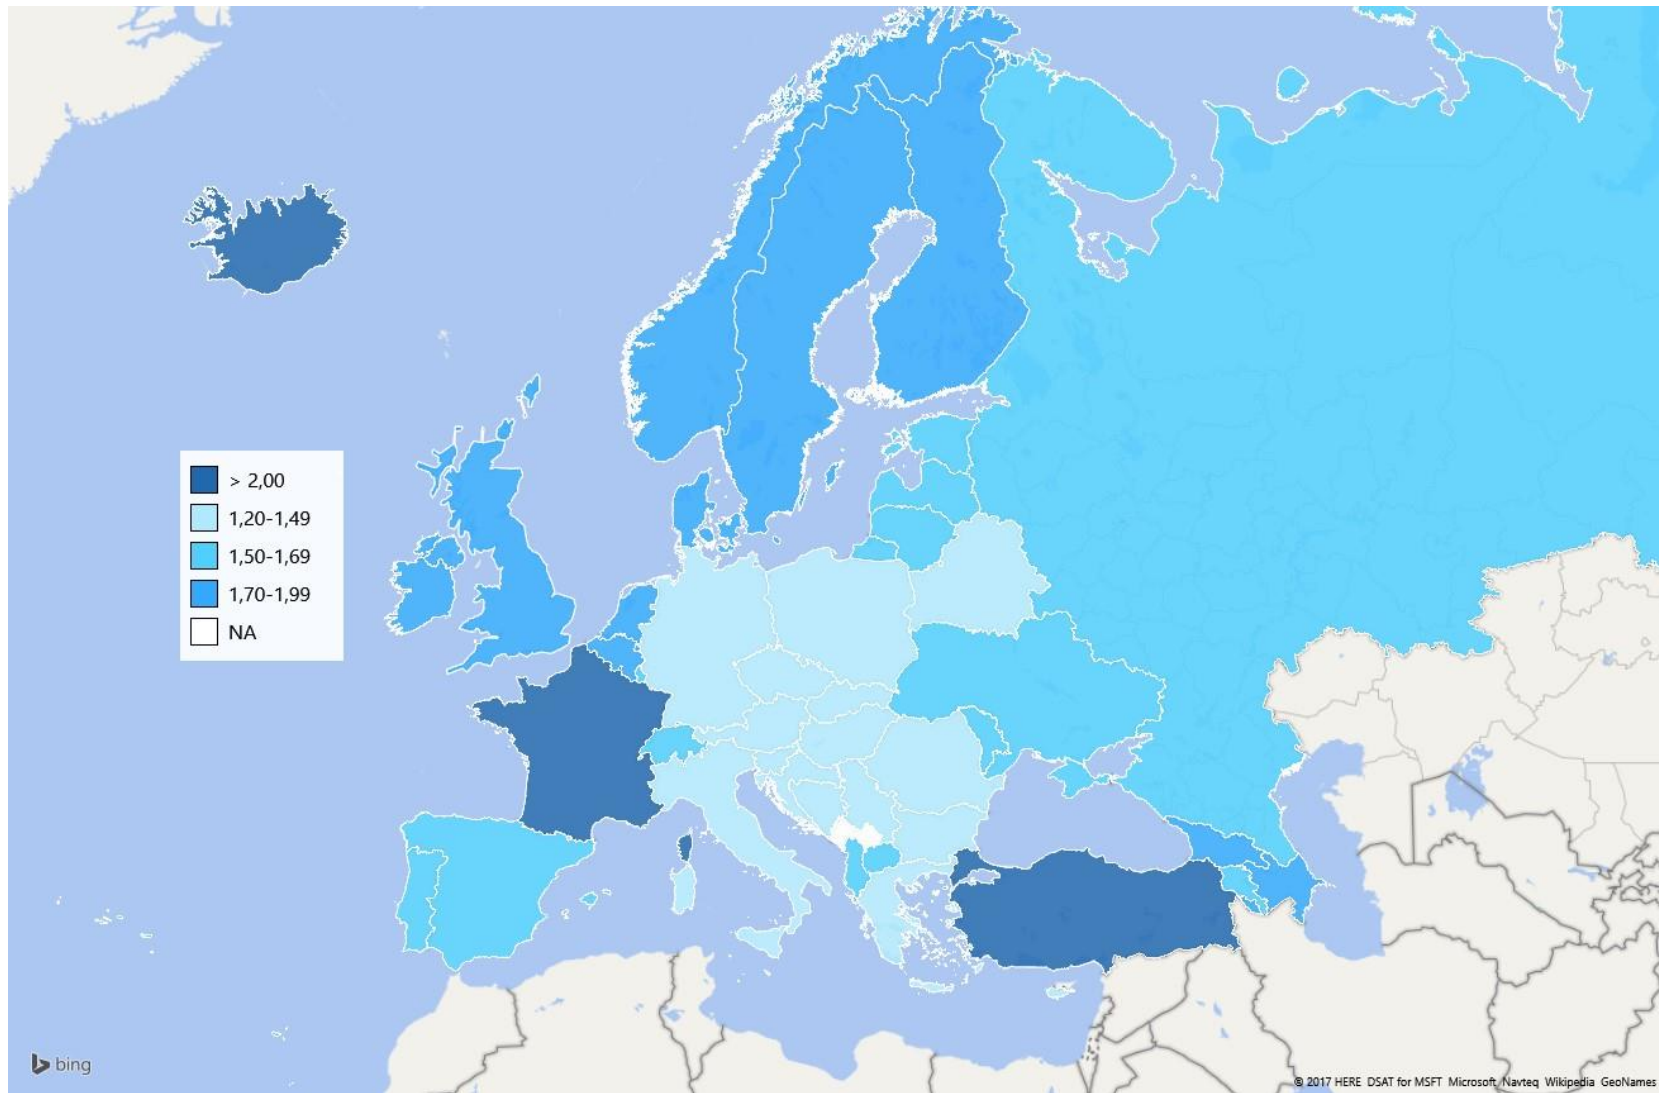 > 2,00
1,20-1,49
1,50-1,69
1,70-1,99
NA
bing
© 2017 HERE DSAT for MSFT Microsoft Navteq Wikipedia GeoNames